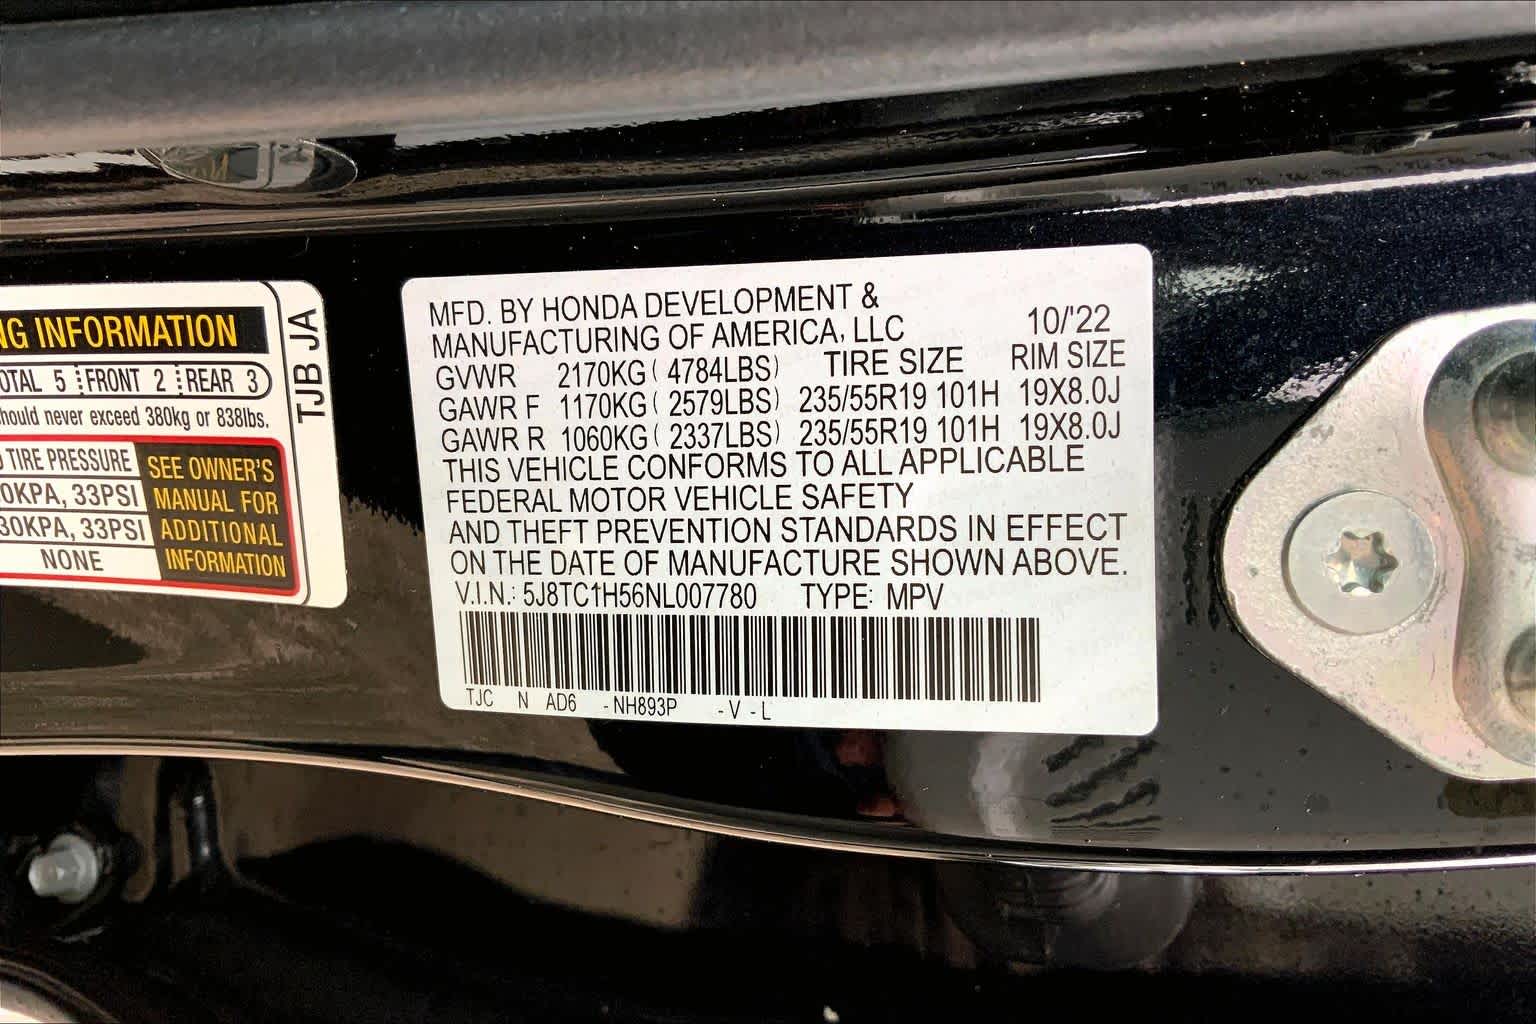 NG INFORMATION
OTAL 5 FRONT 2 REAR 3
hould never exceed 380kg or 838lbs.
TIRE PRESSURE
0KPA, 33PSI
30KPA, 33PSI
NONE
SEE OWNER'S
MANUAL FOR
ADDITIONAL
INFORMATION
TJB JA
MFD. BY HONDA DEVELOPMENT &
MANUFACTURING OF AMERICA, LLC 10/'22
GVWR 2170KG ( 4784LBS) TIRE SIZE RIM SIZE
GAWR F 1170KG ( 2579LBS) 235/55R19 101H 19X8.0J
GAWR R 1060KG ( 2337LBS) 235/55R19 101H 19X8.0J
THIS VEHICLE CONFORMS TO ALL APPLICABLE
FEDERAL MOTOR VEHICLE SAFETY
AND THEFT PREVENTION STANDARDS IN EFFECT
ON THE DATE OF MANUFACTURE SHOWN ABOVE.
V.I.N.: 5J8TC1H56NL007780 TYPE: MPV
TJC N AD6 -NH893P -V -L